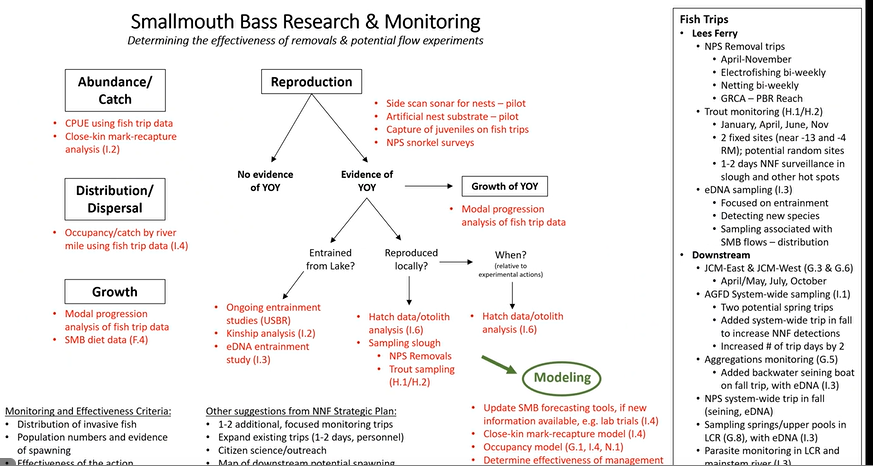 Smallmouth Bass Research & Monitoring
Determining the effectiveness of removals & potential flow experiments
Abundance/
Catch
• CPUE using fish trip data
• Close-kin mark-recapture
analysis (I.2)
Distribution/
Dispersal
• Occupancy/catch by river
mile using fish trip data (I.4)
Growth
• Modal progression
analysis of fish trip data
• SMB diet data (F.4)
Reproduction
• Side scan sonar for nests – pilot
• Artificial nest substrate – pilot
• Capture of juveniles on fish trips
• NPS snorkel surveys
No evidence
of YOY
Evidence of
YOY
Growth of YOY
• Modal progression
analysis of fish trip data
Entrained
from Lake?
Reproduced
locally?
When?
(relative to
experimental actions)
• Ongoing entrainment
studies (USBR)
• Kinship analysis (I.2)
• eDNA entrainment
study (I.3)
• Hatch data/otolith
analysis (I.6)
• Sampling slough
• NPS Removals
• Trout sampling
(H.1/H.2)
• Hatch data/otolith
analysis (I.6)
Modeling
• Update SMB forecasting tools, if new
information available, e.g. lab trials (I.4)
• Close-kin mark-recapture model (I.4)
• Occupancy model (G.1, I.4, N.1)
• Determine effectiveness of management
Monitoring and Effectiveness Criteria:
• Distribution of invasive fish
• Population numbers and evidence
of spawning
• Effectiveness of the action
Other suggestions from NNF Strategic Plan:
• 1-2 additional, focused monitoring trips
• Expand existing trips (1-2 days, personnel)
• Citizen science/outreach
• Map of downstream potential spawning
Fish Trips
• Lees Ferry
• NPS Removal trips
• April-November
• Electrofishing bi-weekly
• Netting bi-weekly
• GRCA – PBR Reach
• Trout monitoring (H.1/H.2)
• January, April, June, Nov
• 2 fixed sites (near -13 and -4
RM); potential random sites
• 1-2 days NNF surveillance in
slough and other hot spots
• eDNA sampling (I.3)
• Focused on entrainment
• Detecting new species
• Sampling associated with
SMB flows – distribution
• Downstream
• JCM-East & JCM-West (G.3 & G.6)
• April/May, July, October
• AGFD System-wide sampling (I.1)
• Two potential spring trips
• Added system-wide trip in fall
to increase NNF detections
• Increased # of trip days by 2
• Aggregations monitoring (G.5)
• Added backwater seining boat
on fall trip, with eDNA (I.3)
• NPS system-wide trip in fall
(seining, eDNA)
• Sampling springs/upper pools in
LCR (G.8), with eDNA (I.3)
• Parasite monitoring in LCR and
mainstem river (I.3)